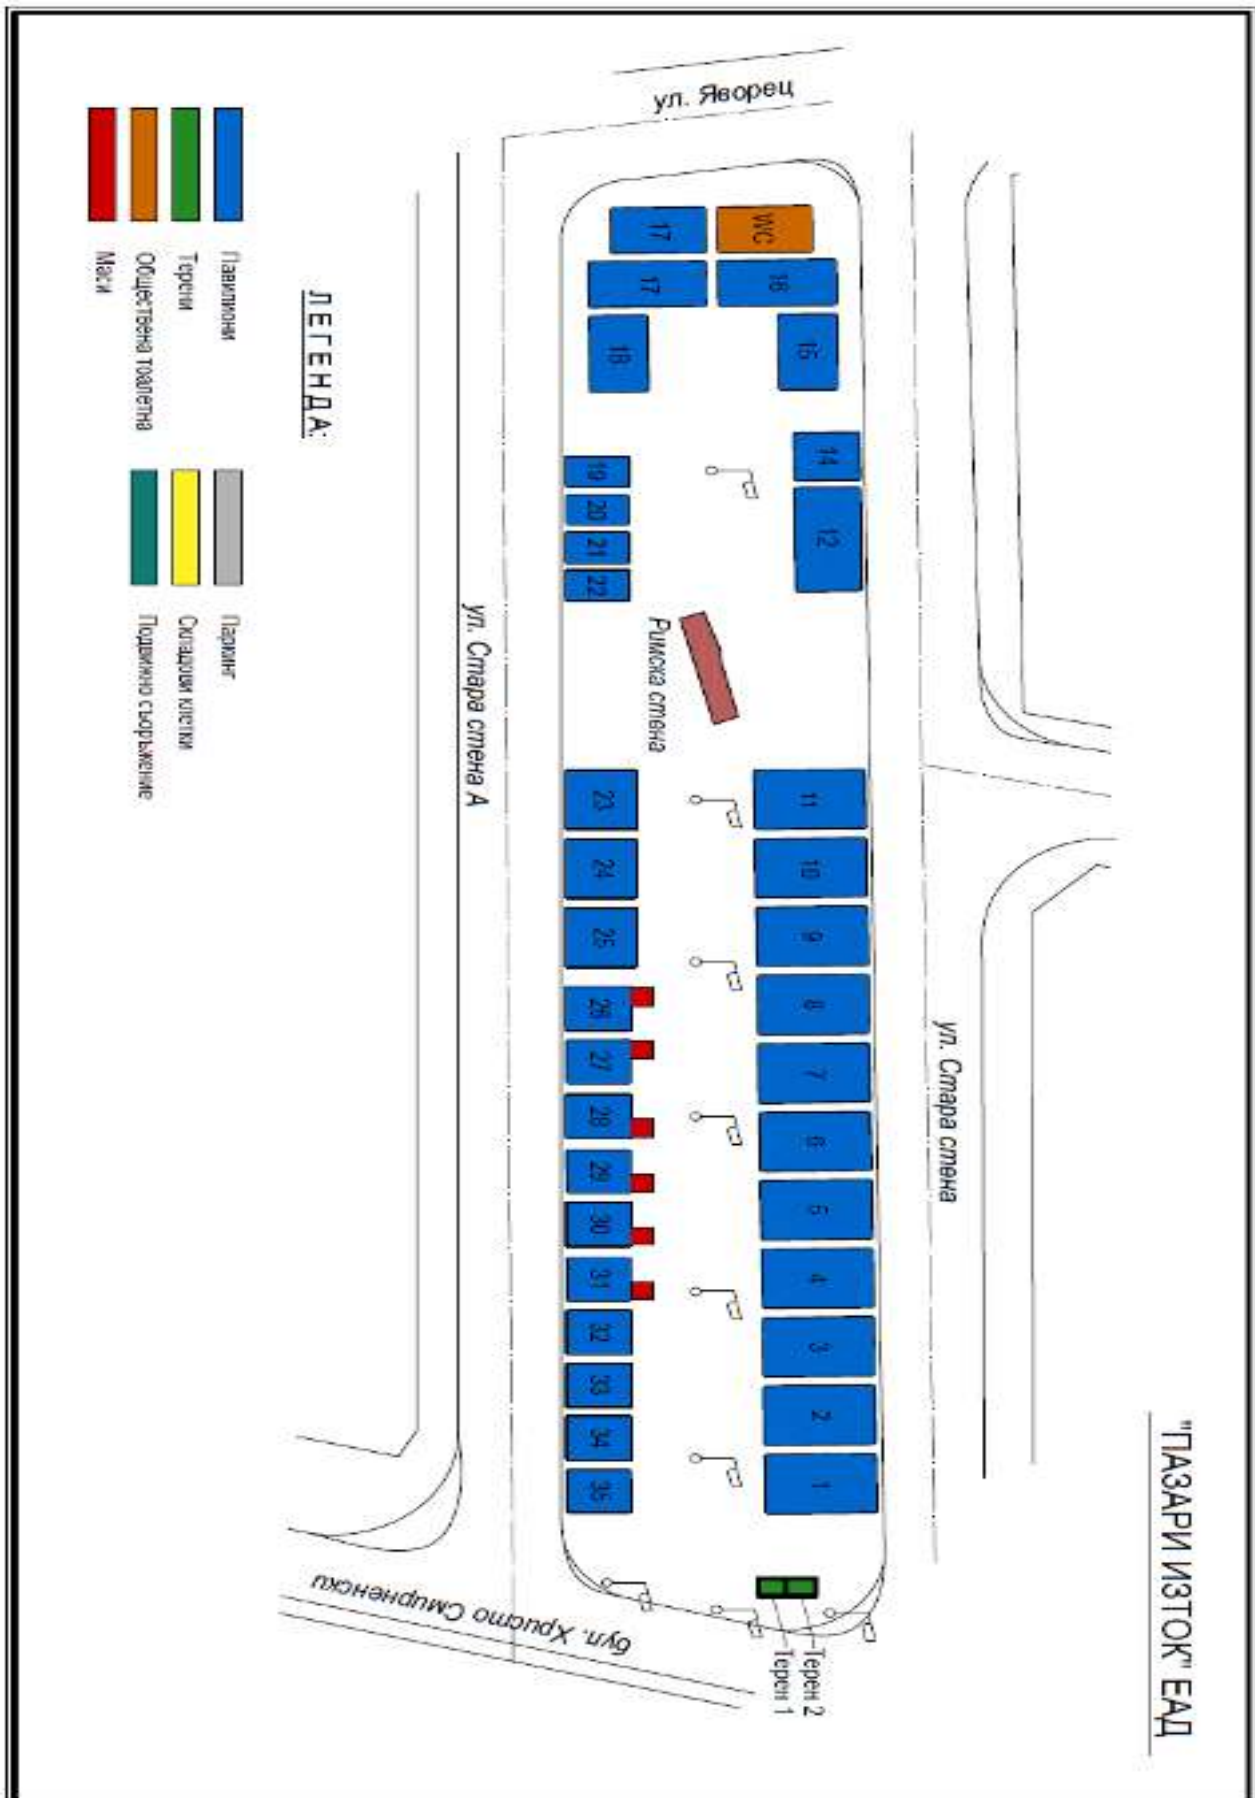 "ПАЗАРИ ИЗТОК" ЕАД
ул. Яворец
ул. Стара стена
WC
17
17
16
18
15
14
12
19
20
21
22
Римска стена
11
10
9
8
7
6
5
4
3
2
1
23
24
25
26
27
28
29
30
31
32
33
34
35
Терен 2
Терен 1
ул. Стара стена А
бул. Христо Смирненски
ЛЕГЕНДА:
Павилиони
Терени
Обществена тоалетна
Маси
Паркинг
Складови клетки
Подвижно съоръжение